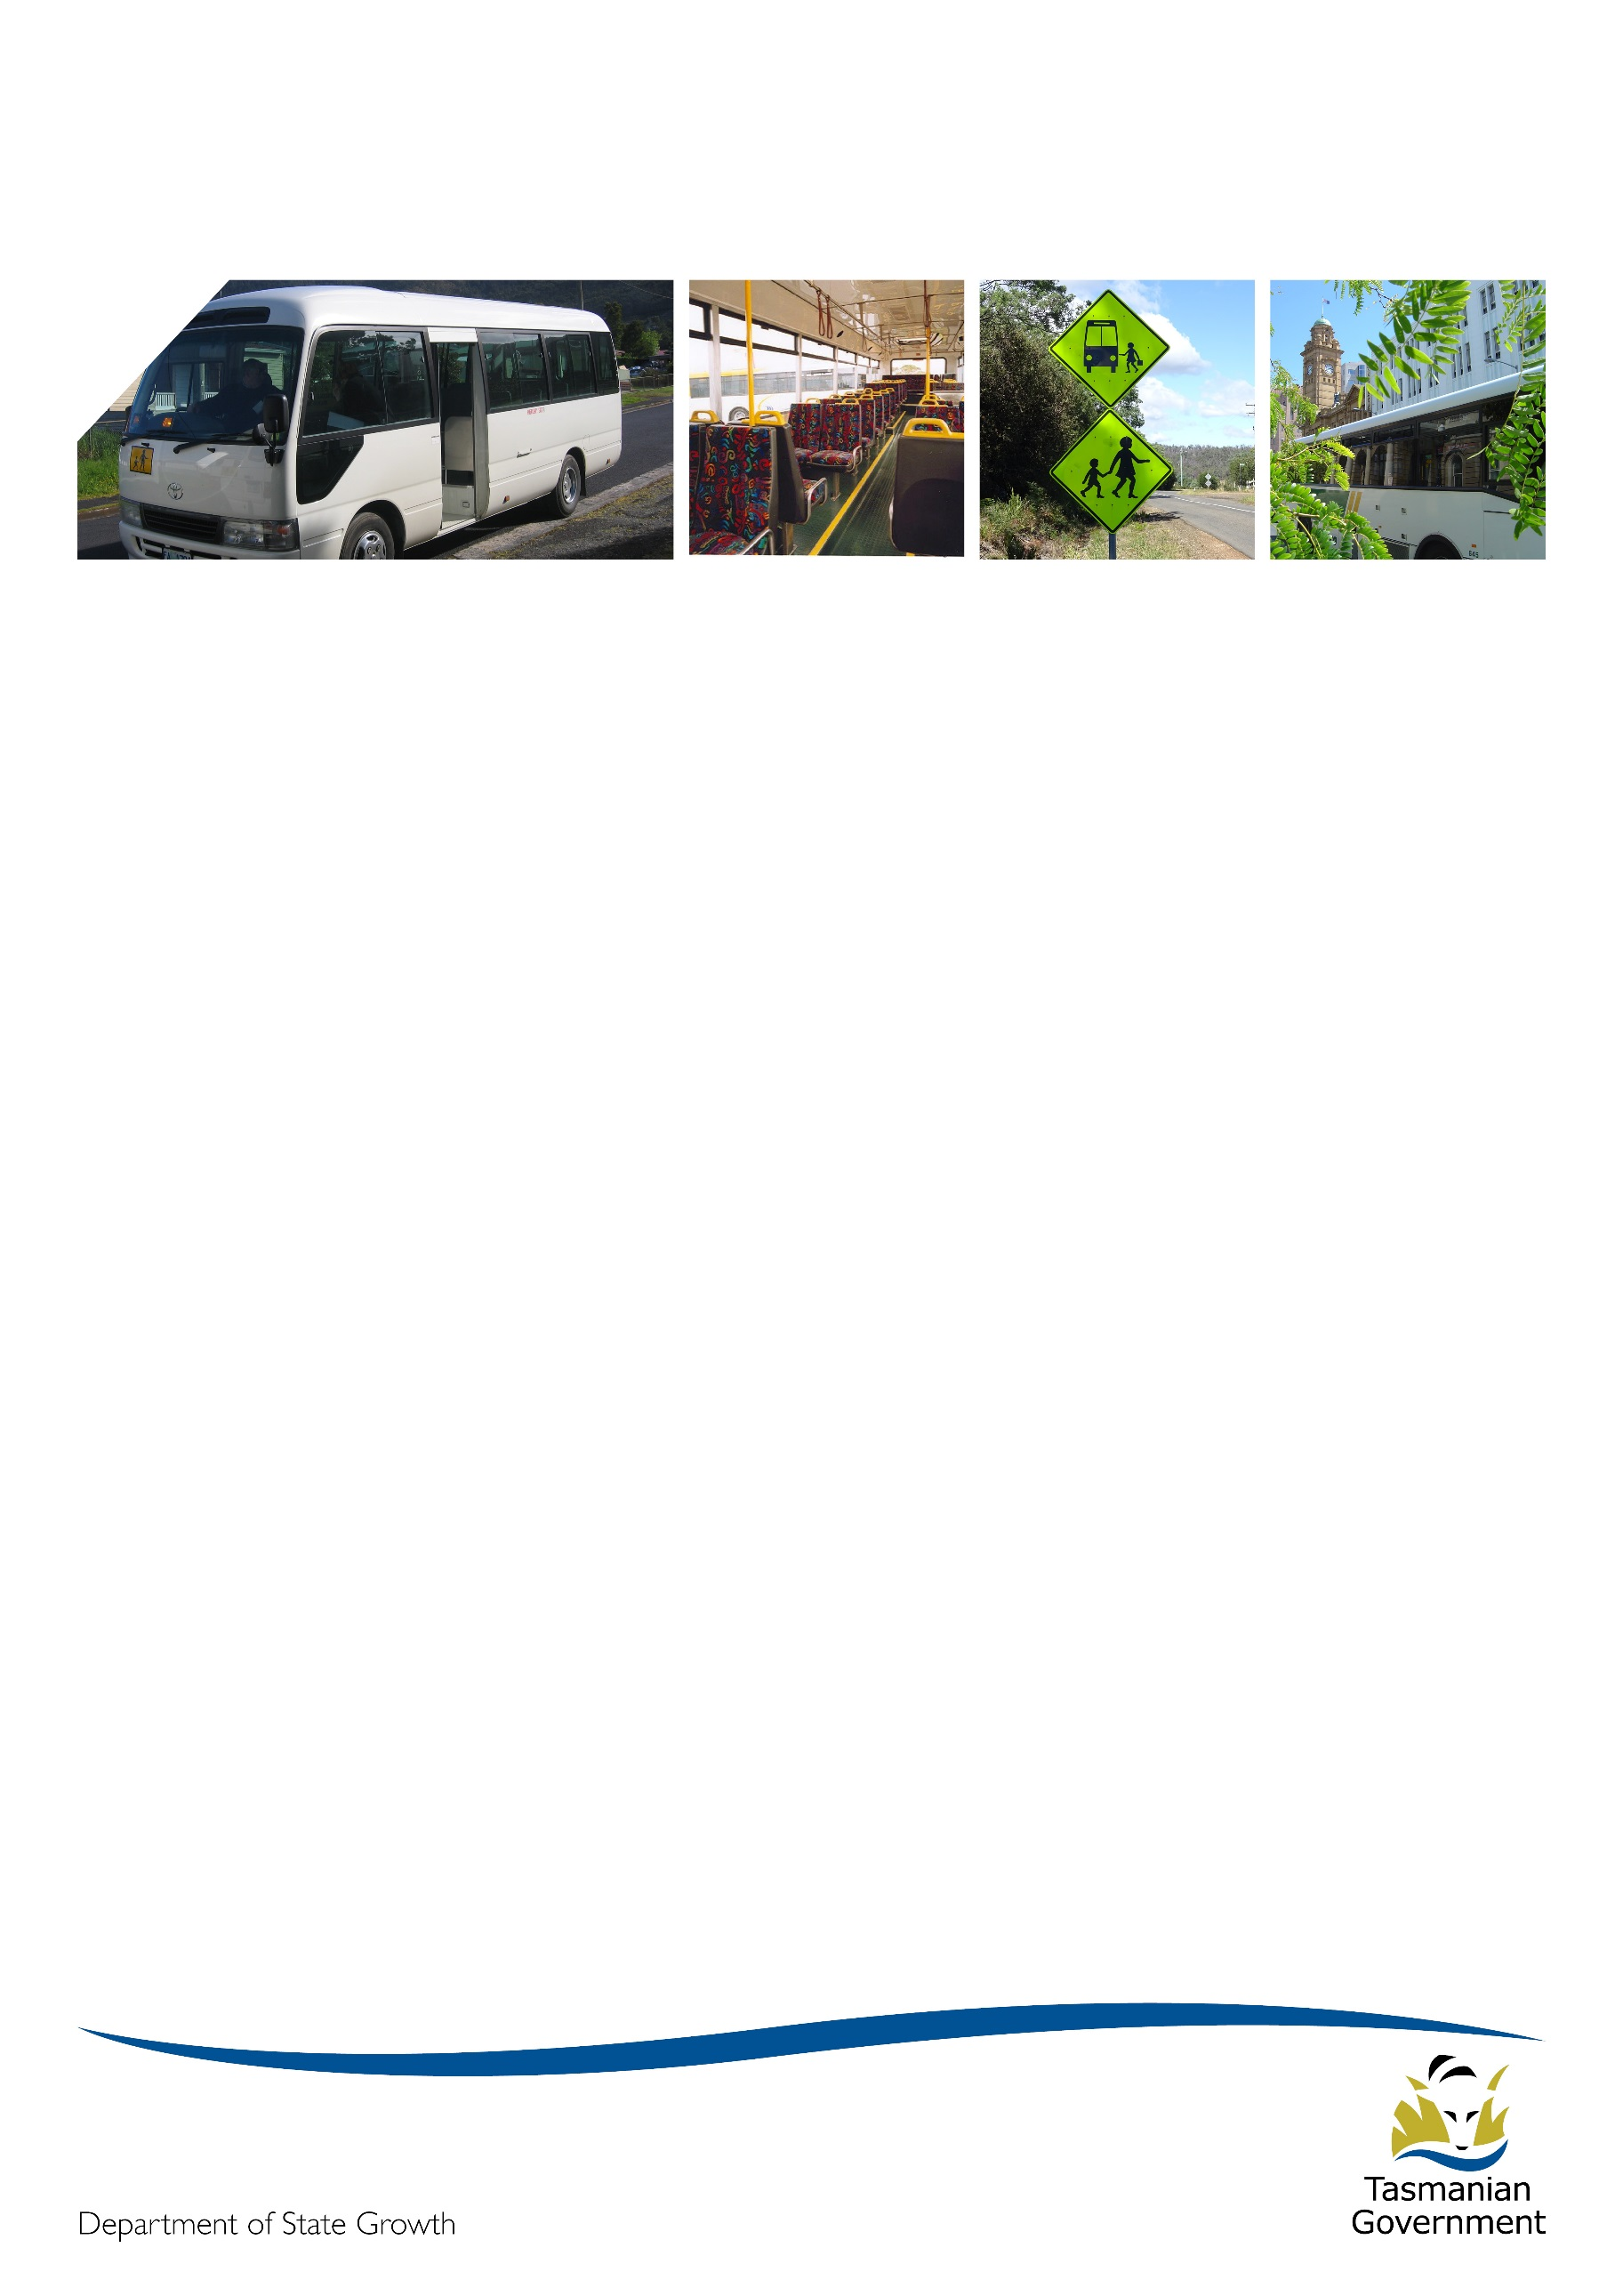 Department of State Growth
Tasmanian
Government